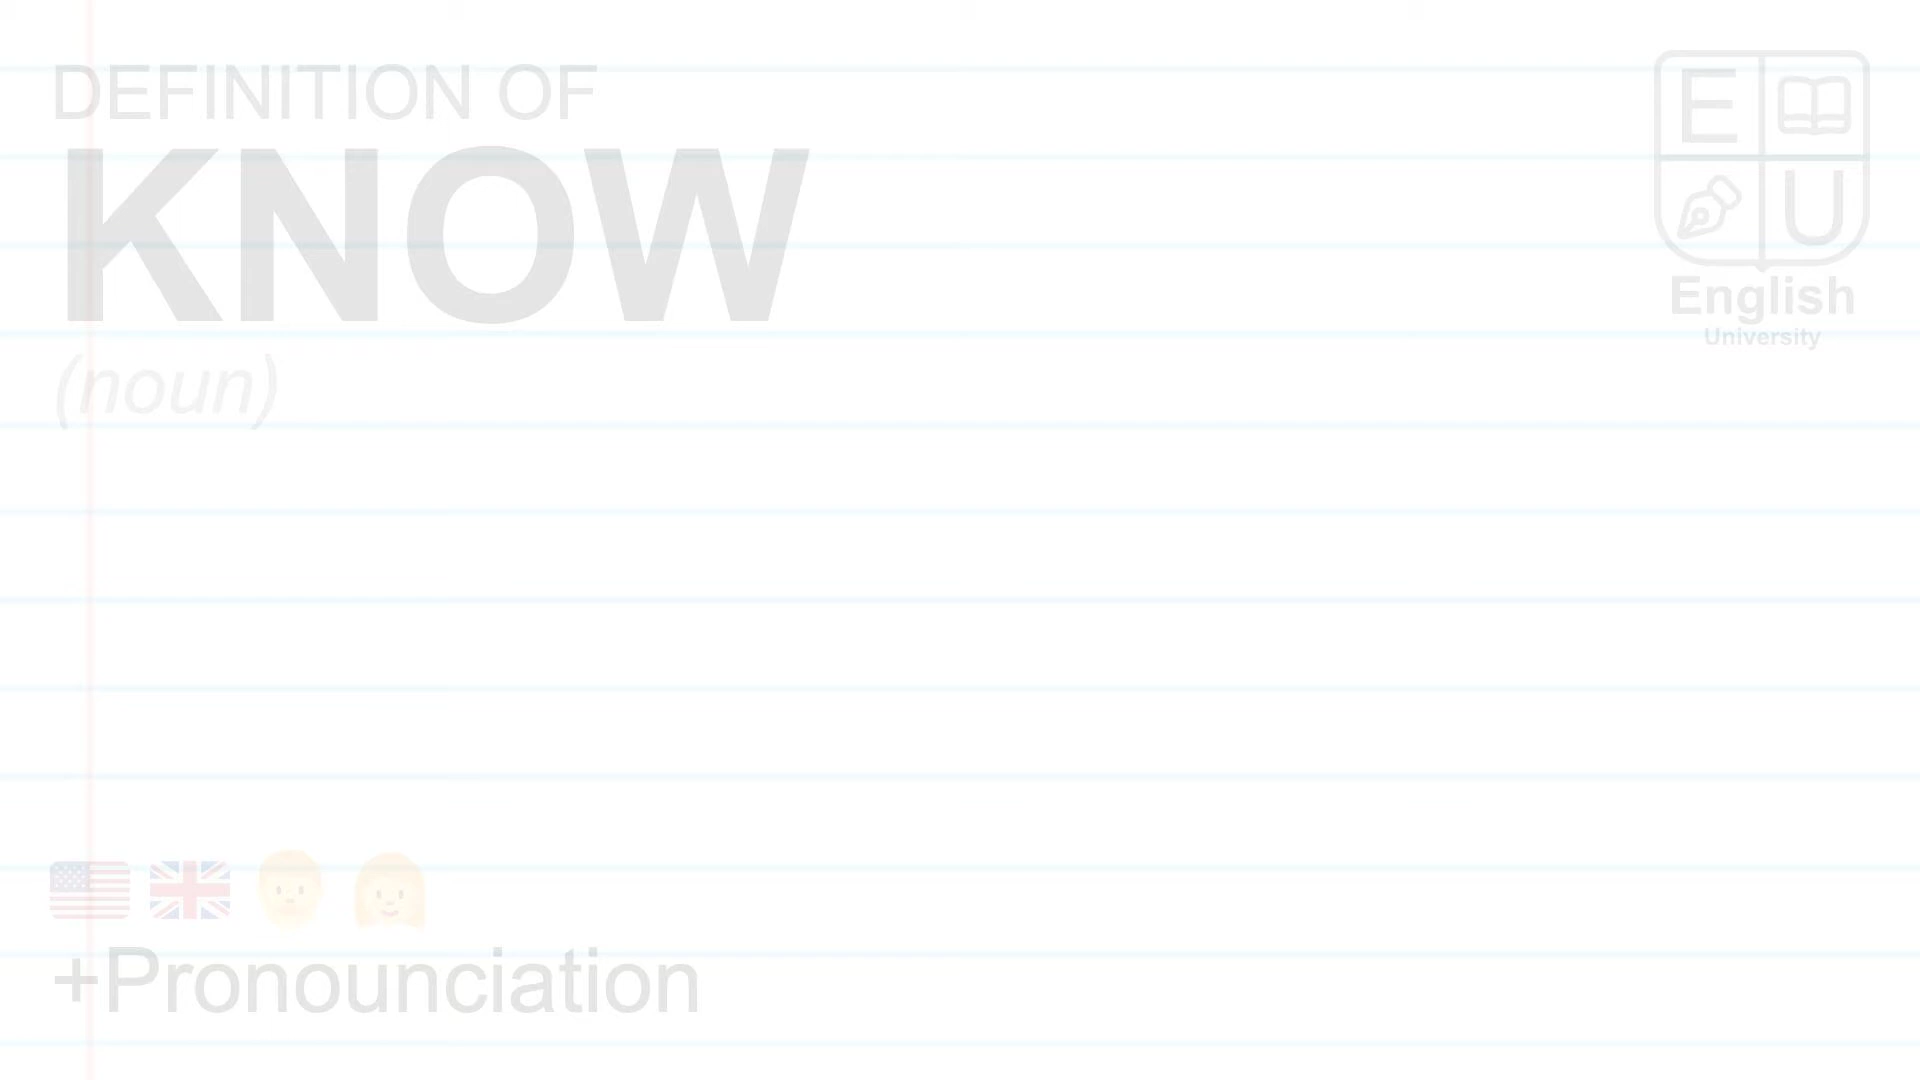 DEFINITION OF
KNOW
(noun)
E
U
English
University
+Pronounciation